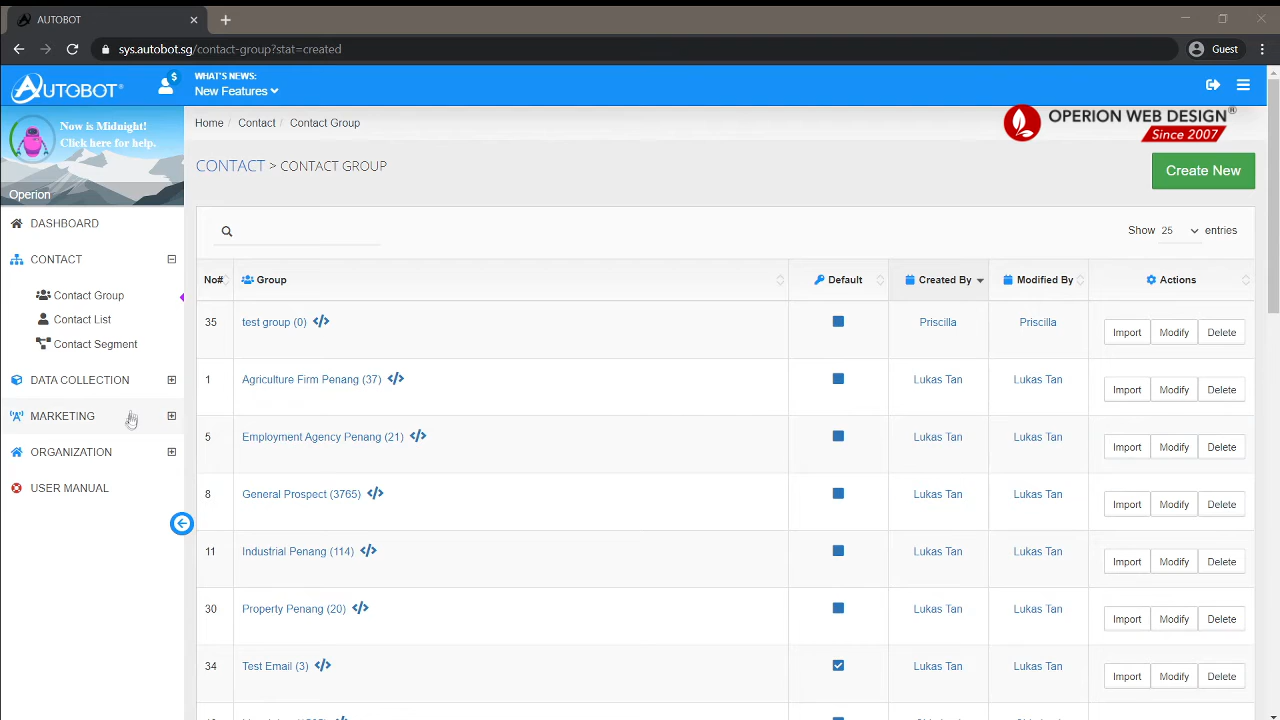 AUTOBOT
sys.autobot.sg/contact-group?stat=created
Guest
AUTOBOT®
$
WHAT'S NEWS:
New Features
Now is Midnight!
Click here for help.
Operion
Home / Contact / Contact Group
OPERION WEB DESIGN®
Since 2007
CONTACT > CONTACT GROUP
Create New
DASHBOARD
CONTACT
Contact Group
Contact List
Contact Segment
DATA COLLECTION
MARKETING
ORGANIZATION
USER MANUAL
Show 25 entries
No# Group Default Created By Modified By Actions
35 test group (0) Priscilla Priscilla Import Modify Delete
1 Agriculture Firm Penang (37) Lukas Tan Lukas Tan Import Modify Delete
5 Employment Agency Penang (21) Lukas Tan Lukas Tan Import Modify Delete
8 General Prospect (3765) Lukas Tan Lukas Tan Import Modify Delete
11 Industrial Penang (114) Lukas Tan Lukas Tan Import Modify Delete
30 Property Penang (20) Lukas Tan Lukas Tan Import Modify Delete
34 Test Email (3) Lukas Tan Lukas Tan Import Modify Delete